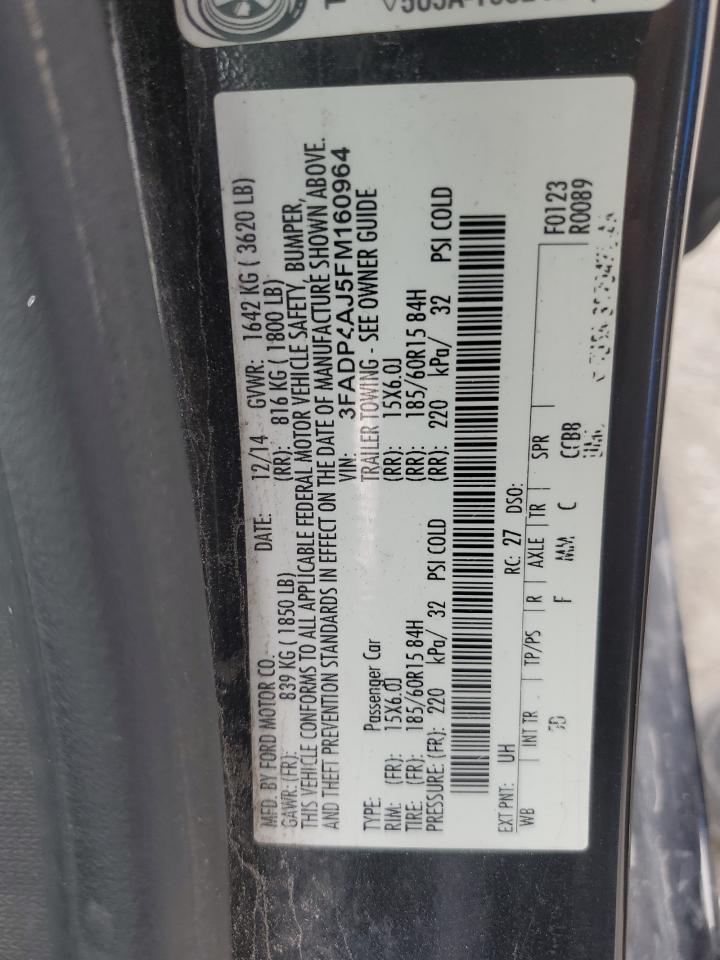 MFD. BY FORD MOTOR CO. DATE: 12/14 GVWR: 1642 KG ( 3620 LB)
GAWR: (FR): 839 KG ( 1850 LB) (RR): 816 KG ( 1800 LB)
THIS VEHICLE CONFORMS TO ALL APPLICABLE FEDERAL MOTOR VEHICLE SAFETY, BUMPER,
AND THEFT PREVENTION STANDARDS IN EFFECT ON THE DATE OF MANUFACTURE SHOWN ABOVE.
VIN: 3FADP4AJ5FM160964
TYPE: Passenger Car TRAILER TOWING - SEE OWNER GUIDE
RIM: (FR): 15X6.0J (RR): 15X6.0J
TIRE: (FR): 185/60R15 84H (RR): 185/60R15 84H
PRESSURE: (FR): 220 kPa/ 32 PSI COLD (RR): 220 kPa/ 32 PSI COLD
EXT PNT: UH RC: 27 DSO: F0123
WB INT TR TP/PS R AXLE TR SPR R0089
F C